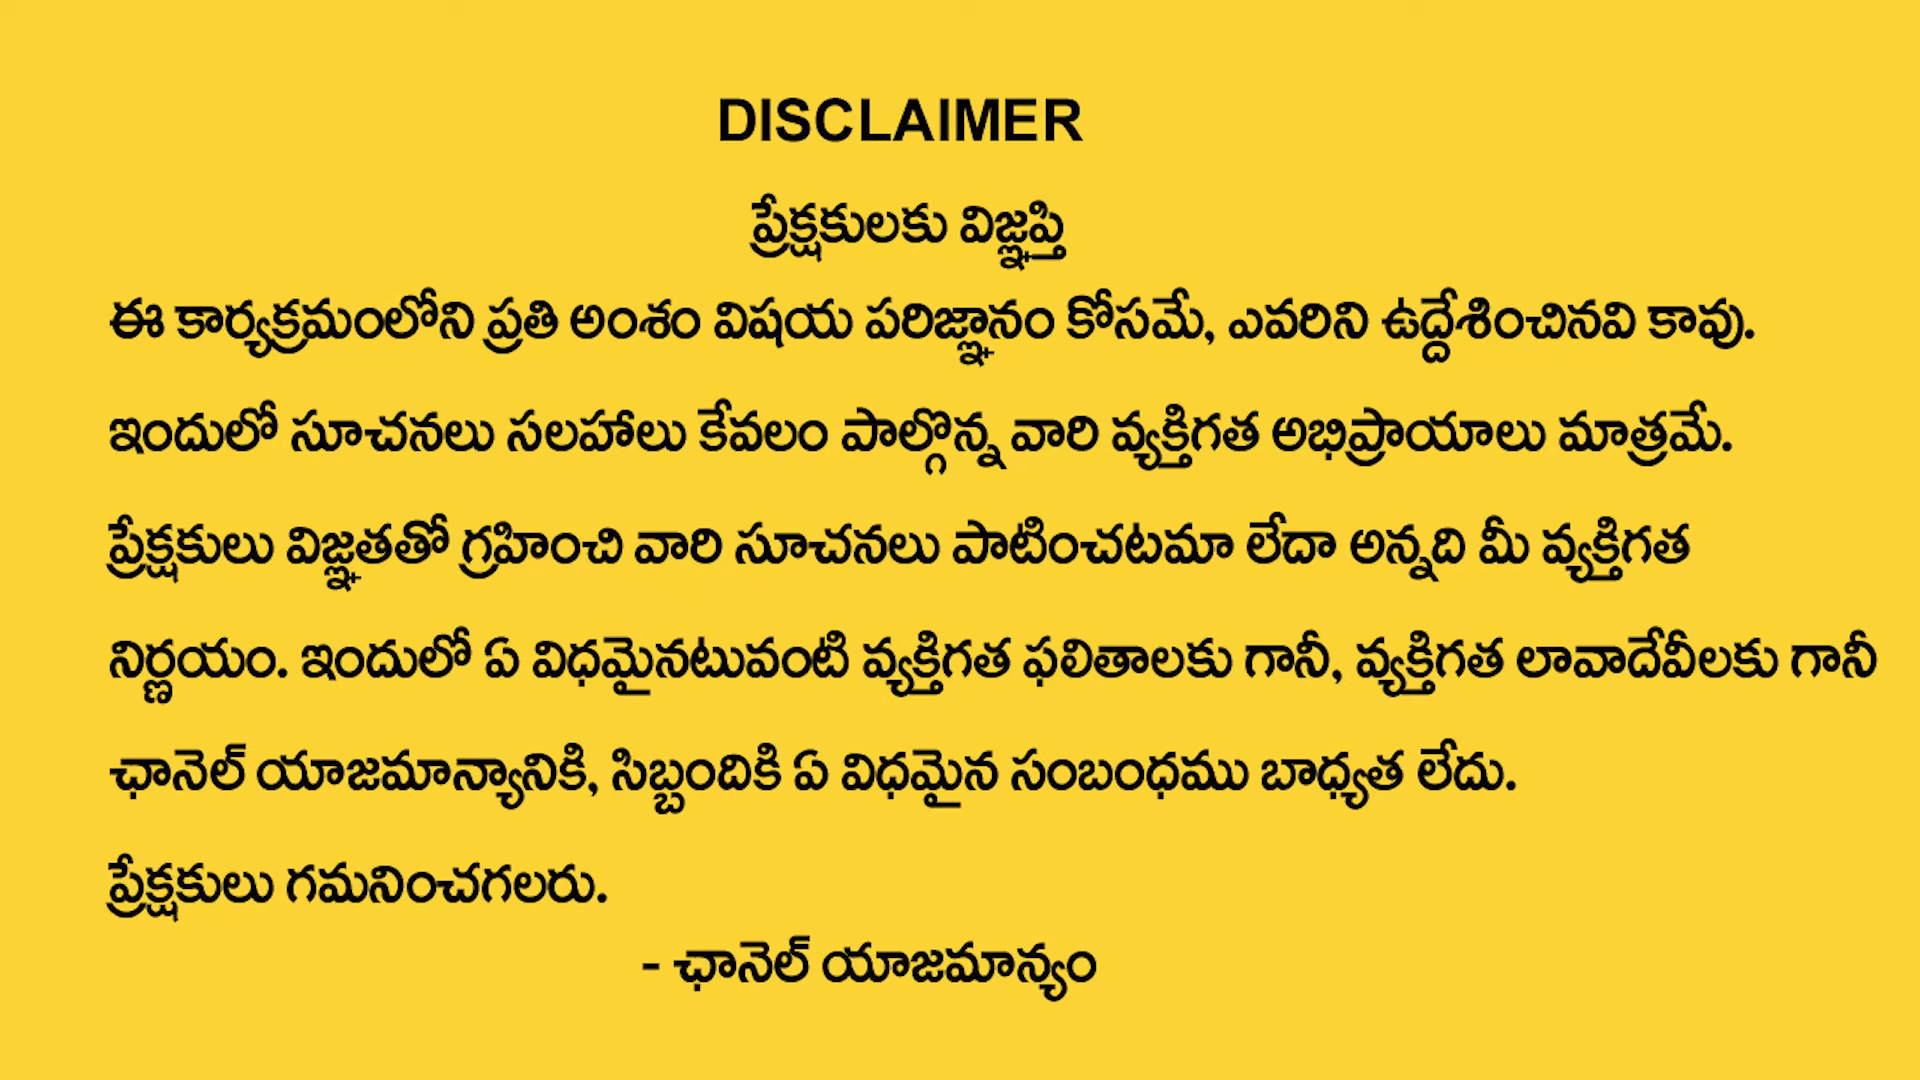 DISCLAIMER
ప్రేక్షకులకు విజ్ఞప్తి
ఈ కార్యక్రమంలోని ప్రతి అంశం విషయ పరిజ్ఞానం కోసమే, ఎవరిని ఉద్దేశించినవి కావు.
ఇందులో సూచనలు సలహాలు కేవలం పాల్గొన్న వారి వ్యక్తిగత అభిప్రాయాలు మాత్రమే.
ప్రేక్షకులు విజ్ఞతతో గ్రహించి వారి సూచనలు పాటించటమా లేదా అన్నది మీ వ్యక్తిగత
నిర్ణయం. ఇందులో ఏ విధమైనటువంటి వ్యక్తిగత ఫలితాలకు గానీ, వ్యక్తిగత లావాదేవీలకు గానీ
ఛానెల్ యాజమాన్యానికి, సిబ్బందికి ఏ విధమైన సంబంధము బాధ్యత లేదు.
ప్రేక్షకులు గమనించగలరు.
- ఛానెల్ యాజమాన్యం